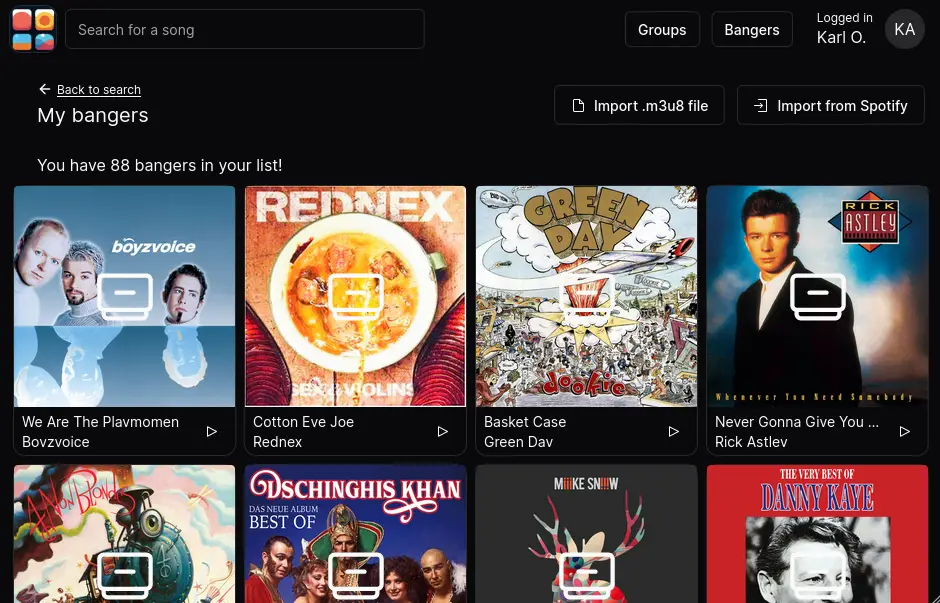 Search for a song
Groups
Bangers
Logged in
Karl O.
KA
Back to search
My bangers
Import .m3u8 file
Import from Spotify
You have 88 bangers in your list!
boyzvoice
REDNEX
SEX & VIOLINS
GREEN DAY
dookie
RICK ASTLEY
Whenever You Need Somebody
We Are The Playmomen
Boyzvoice
Cotton Eve Joe
Rednex
Basket Case
Green Day
Never Gonna Give You ...
Rick Astley
4 Non Blondes
DSCHINGHIS KHAN
DAS NEUE ALBUM
BEST OF
MiiiKE SN!!!W
THE VERY BEST OF
DANNY KAYE